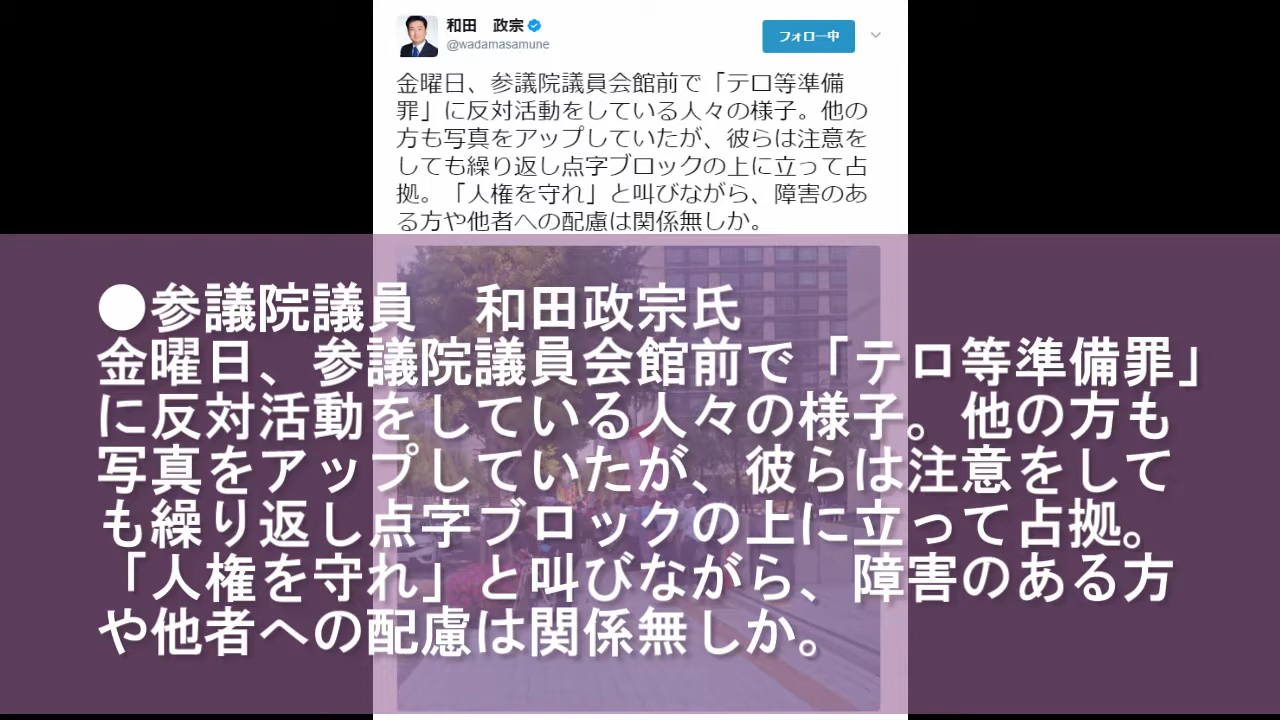 和田　政宗
@wadamasamune
フォロー中
金曜日、参議院議員会館前で「テロ等準備
罪」に反対活動をしている人々の様子。他の
方も写真をアップしていたが、彼らは注意を
しても繰り返し点字ブロックの上に立って占
拠。「人権を守れ」と叫びながら、障害のあ
る方や他者への配慮は関係無しか。
●参議院議員　和田政宗氏
金曜日、参議院議員会館前で「テロ等準備罪」
に反対活動をしている人々の様子。他の方も
写真をアップしていたが、彼らは注意をして
も繰り返し点字ブロックの上に立って占拠。
「人権を守れ」と叫びながら、障害のある方
や他者への配慮は関係無しか。